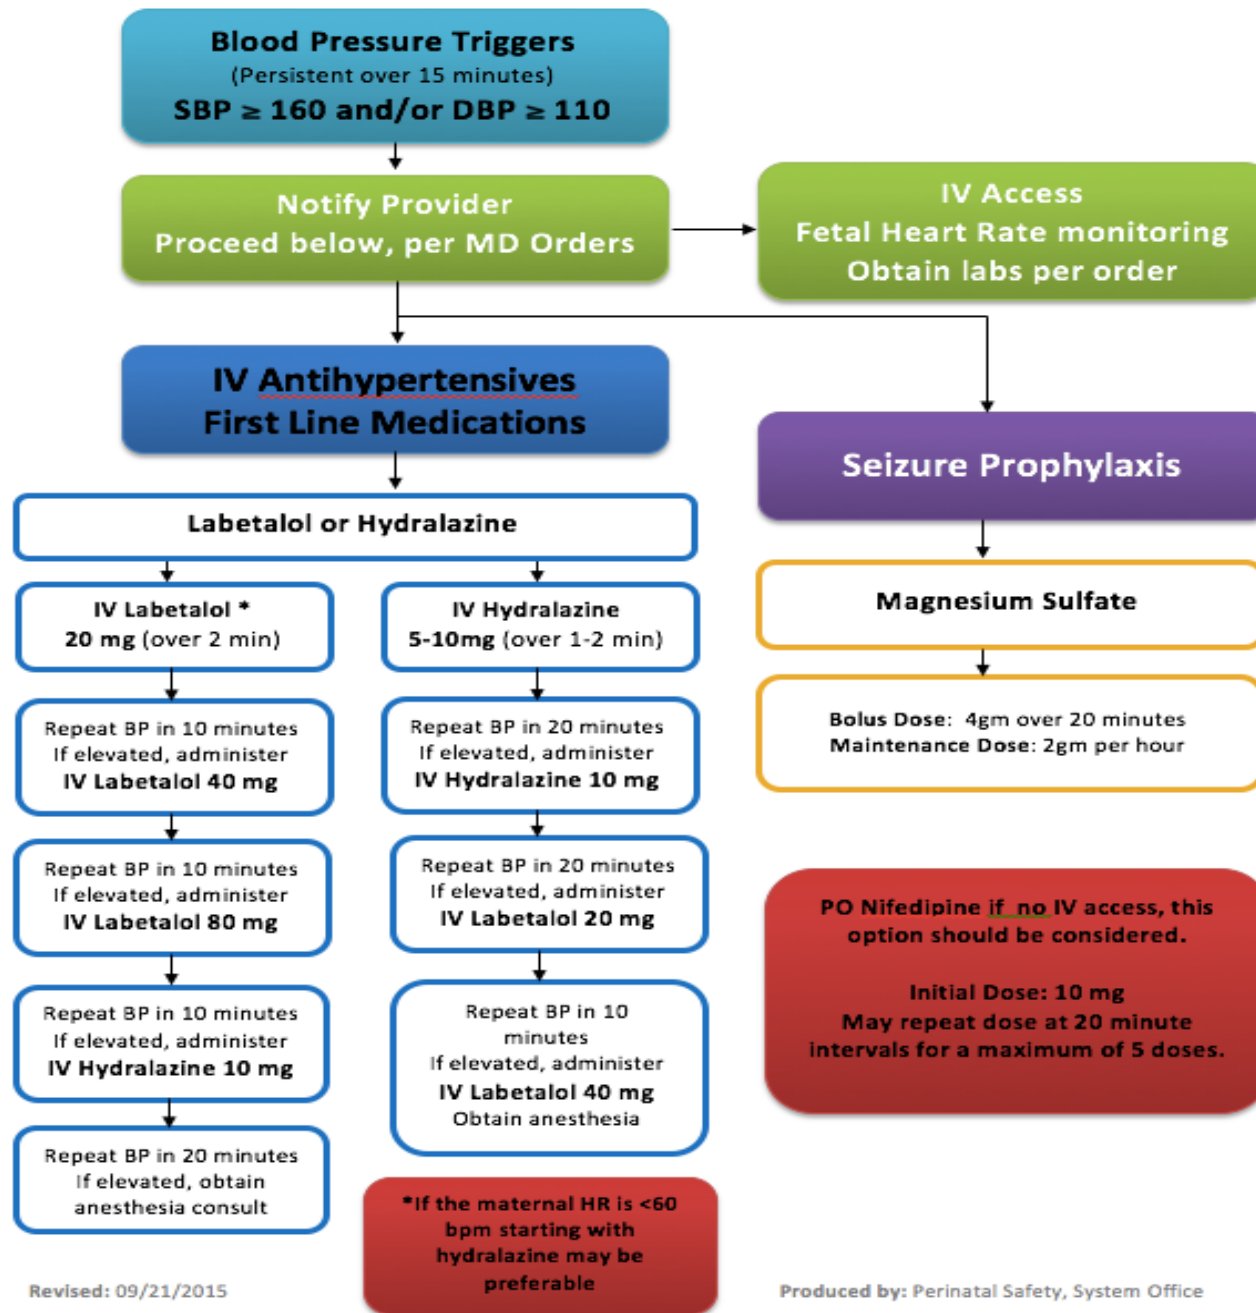 Blood Pressure Triggers
(Persistent over 15 minutes)
SBP ≥ 160 and/or DBP ≥ 110
Notify Provider
Proceed below, per MD Orders
IV Access
Fetal Heart Rate monitoring
Obtain labs per order
IV Antihypertensives
First Line Medications
Seizure Prophylaxis
Labetalol or Hydralazine
IV Labetalol *
20 mg (over 2 min)
Repeat BP in 10 minutes
If elevated, administer
IV Labetalol 40 mg
Repeat BP in 10 minutes
If elevated, administer
IV Labetalol 80 mg
Repeat BP in 10 minutes
If elevated, administer
IV Hydralazine 10 mg
Repeat BP in 20 minutes
If elevated, obtain
anesthesia consult
IV Hydralazine
5-10mg (over 1-2 min)
Repeat BP in 20 minutes
If elevated, administer
IV Hydralazine 10 mg
Repeat BP in 20 minutes
If elevated, administer
IV Labetalol 20 mg
Repeat BP in 10
minutes
If elevated, administer
IV Labetalol 40 mg
Obtain anesthesia
*If the maternal HR is <60
bpm starting with
hydralazine may be
preferable
Magnesium Sulfate
Bolus Dose: 4gm over 20 minutes
Maintenance Dose: 2gm per hour
PO Nifedipine if no IV access, this
option should be considered.
Initial Dose: 10 mg
May repeat dose at 20 minute
intervals for a maximum of 5 doses.
Revised: 09/21/2015
Produced by: Perinatal Safety, System Office